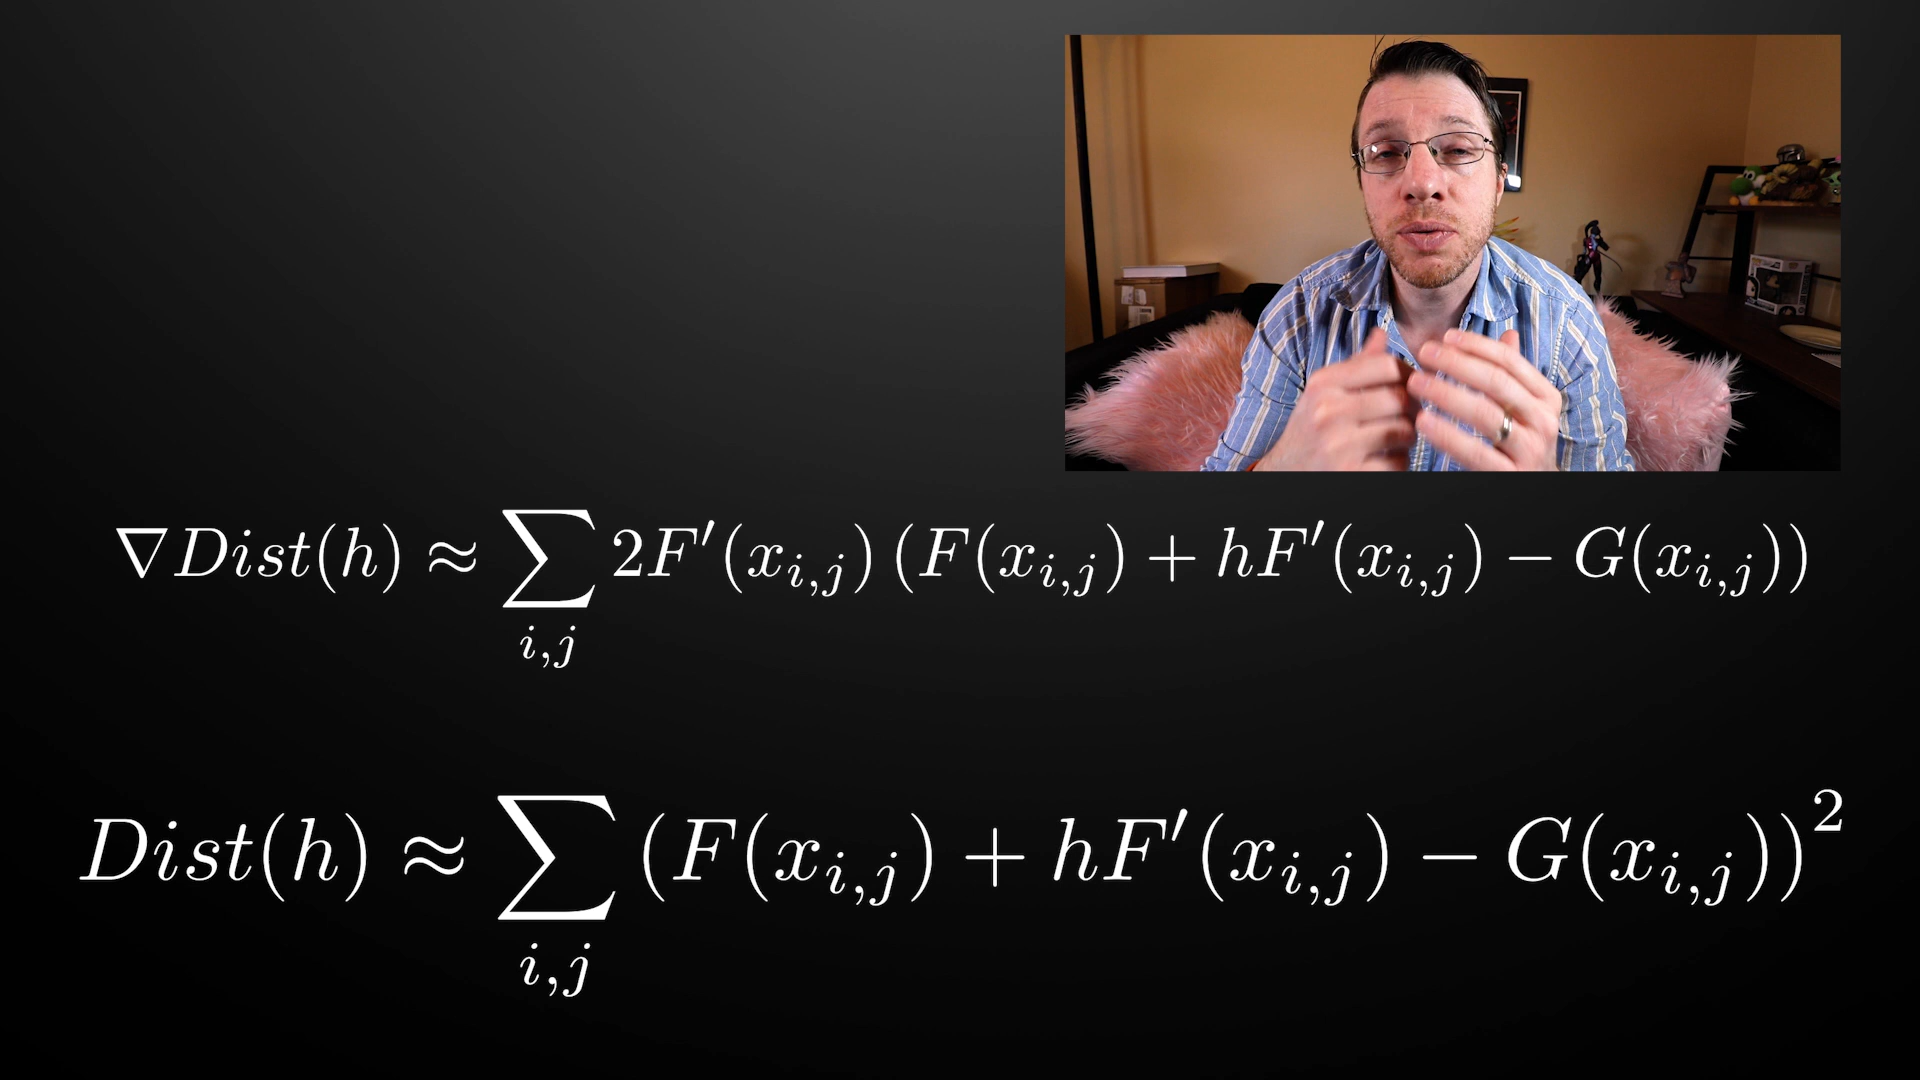 ∇Dist(h) ≈ ∑_{i,j} 2F′(x_{i,j}) (F(x_{i,j}) + hF′(x_{i,j}) − G(x_{i,j}))
Dist(h) ≈ ∑_{i,j} (F(x_{i,j}) + hF′(x_{i,j}) − G(x_{i,j}))²